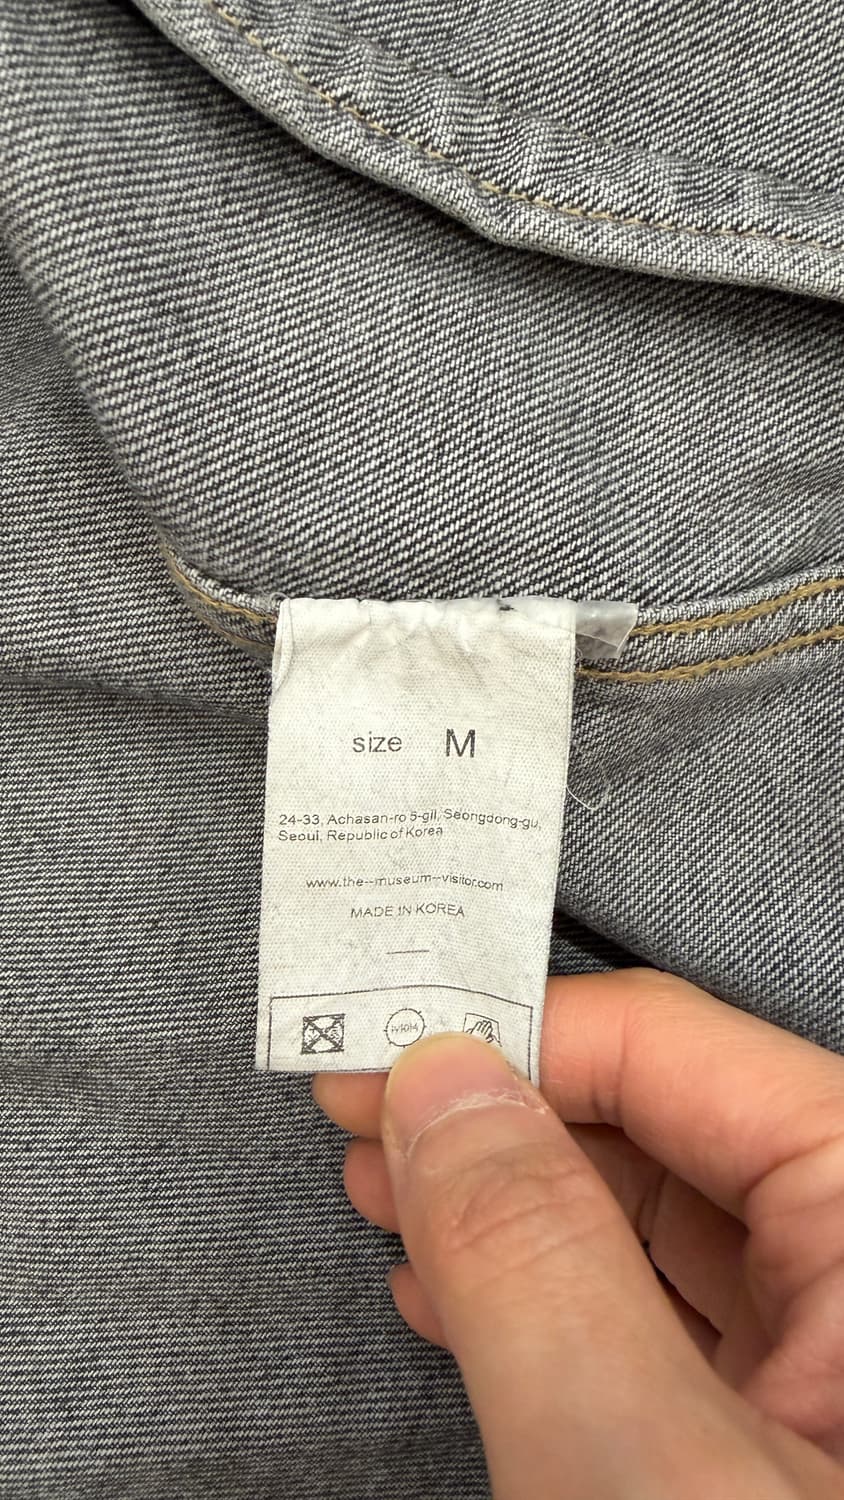 size M
24-33, Achasan-ro 5-gil, Seongdong-gu,
Seoul, Republic of Korea
www.the--museum--visitor.com
MADE IN KOREA